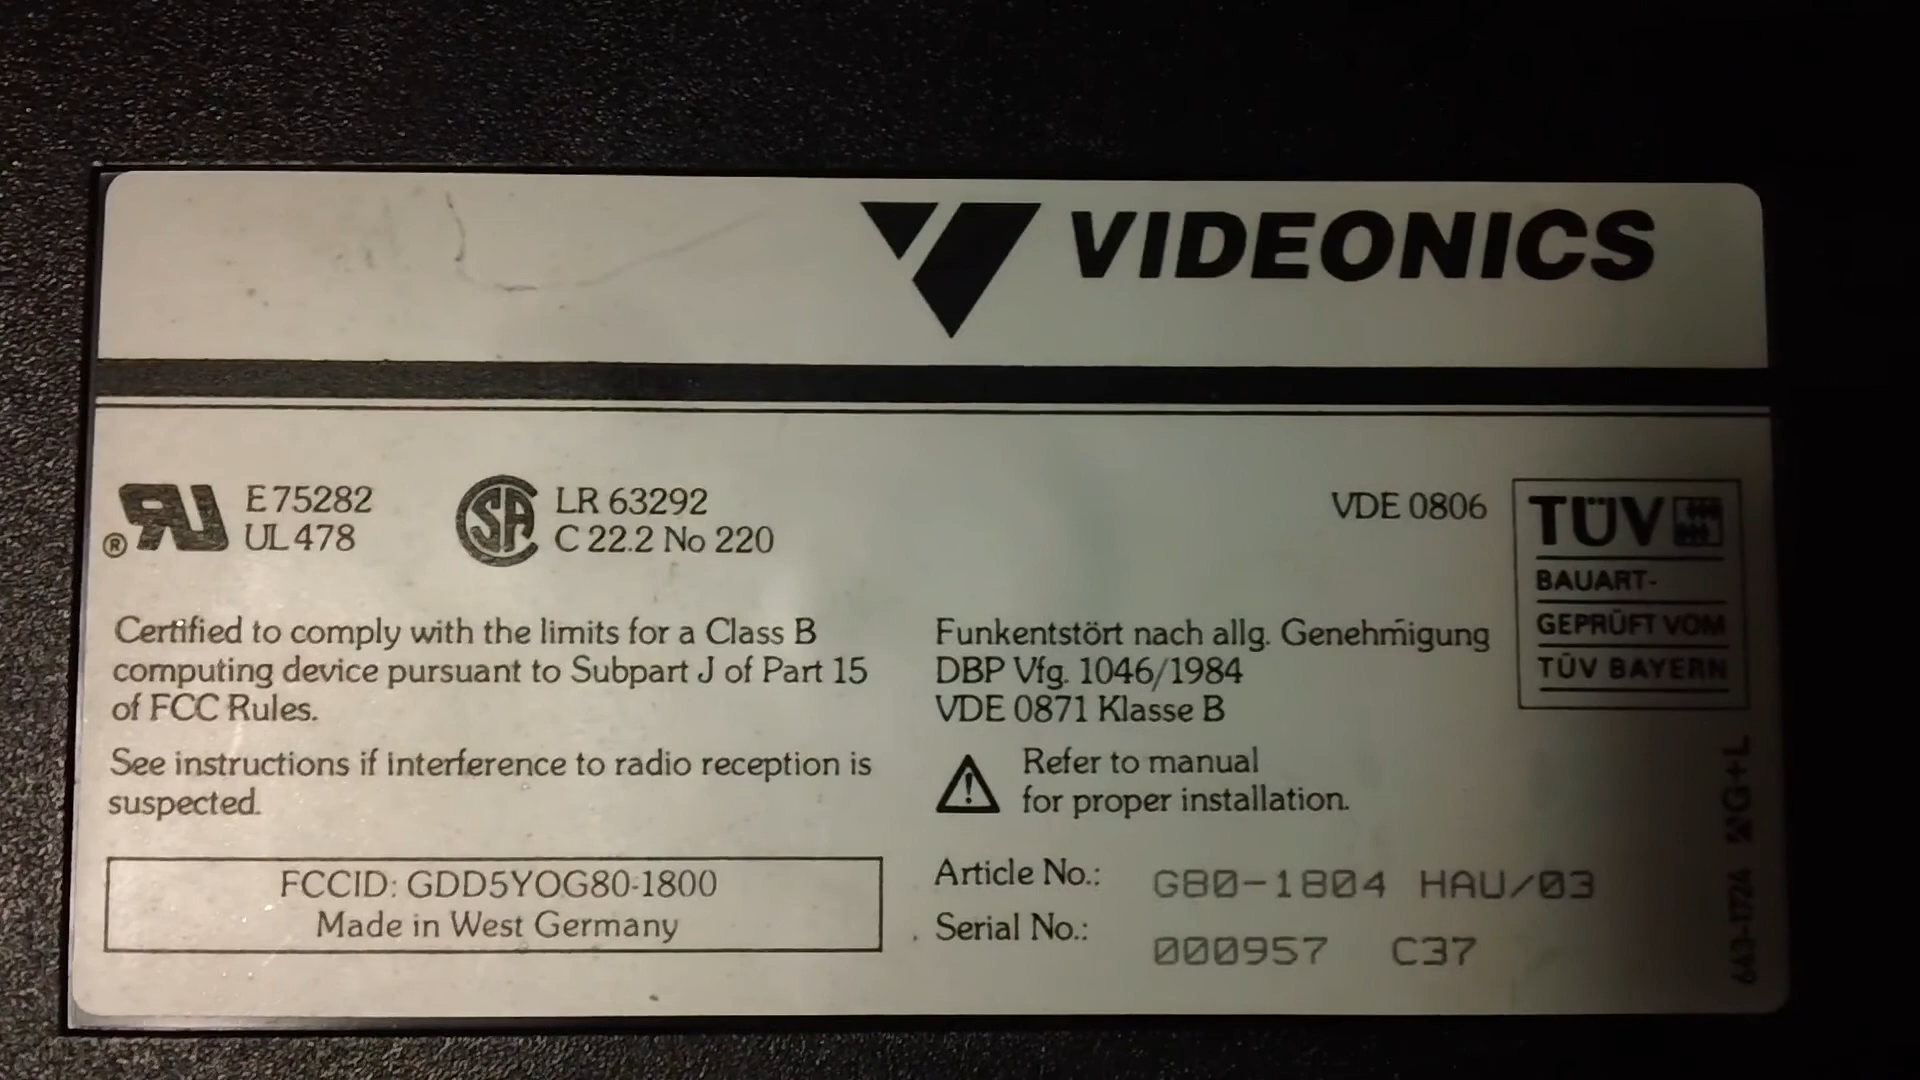 VIDEONICS
® RU E 75282
UL 478
SA LR 63292
C 22.2 No 220
VDE 0806
TÜV
BAUART-
GEPRÜFT VOM
TÜV BAYERN
Certified to comply with the limits for a Class B
computing device pursuant to Subpart J of Part 15
of FCC Rules.
See instructions if interference to radio reception is
suspected.
FCCID: GDD5YOG80-1800
Made in West Germany
Funkentstört nach allg. Genehmigung
DBP Vfg. 1046/1984
VDE 0871 Klasse B
Refer to manual
for proper installation.
Article No.: G80-1804 HAU/03
Serial No.: 000957 C37
643-1724 G+L